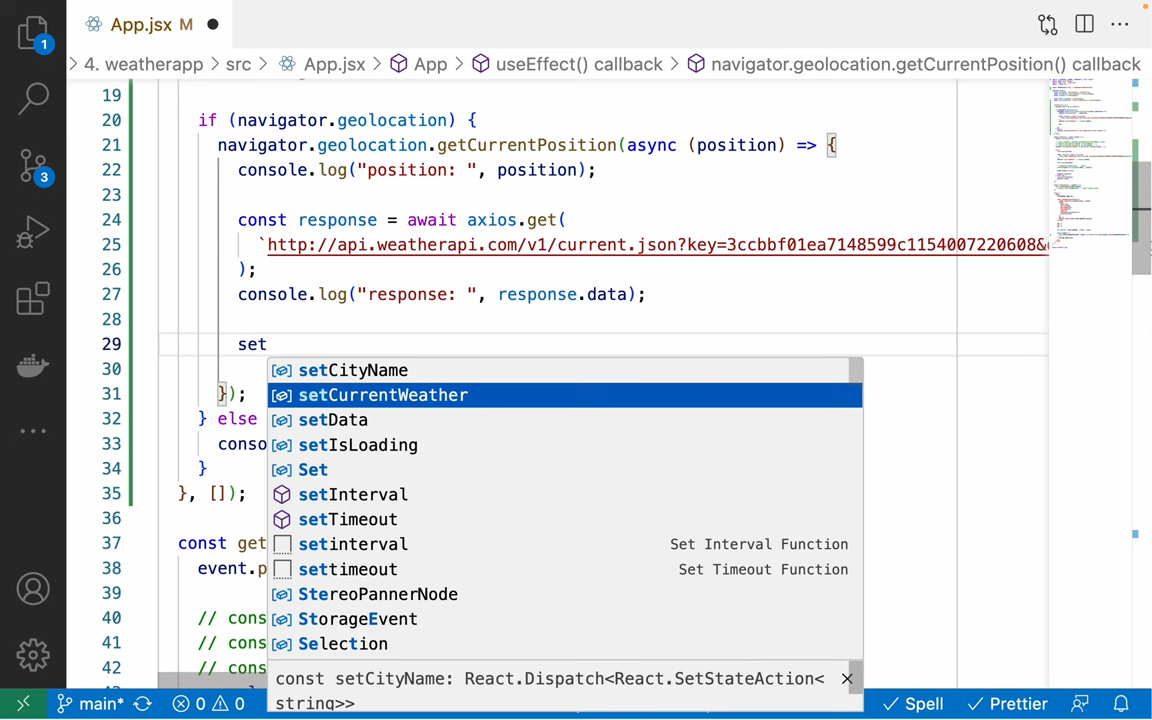 App.jsx M
1
4. weatherapp > src > App.jsx > App > useEffect() callback > navigator.geolocation.getCurrentPosition() callback
19
20 if (navigator.geolocation) {
21 navigator.geolocation.getCurrentPosition(async (position) => {
22 console.log("position: ", position);
23
24 const response = await axios.get(
25 `http://api.weatherapi.com/v1/current.json?key=3ccbbf01ea7148599c1154007220608&
26 );
27 console.log("response: ", response.data);
28
29 set
30 setCityName
31 }); setCurrentWeather
32 } else setData
33 conso setIsLoading
34 } Set
35 }, []); setInterval
36 setTimeout
37 const get setinterval Set Interval Function
38 event.p settimeout Set Timeout Function
39 StereoPannerNode
40 // cons StorageEvent
41 // cons Selection
42 // cons const setCityName: React.Dispatch<React.SetStateAction<
string>>
3
main* 0 0 Spell Prettier